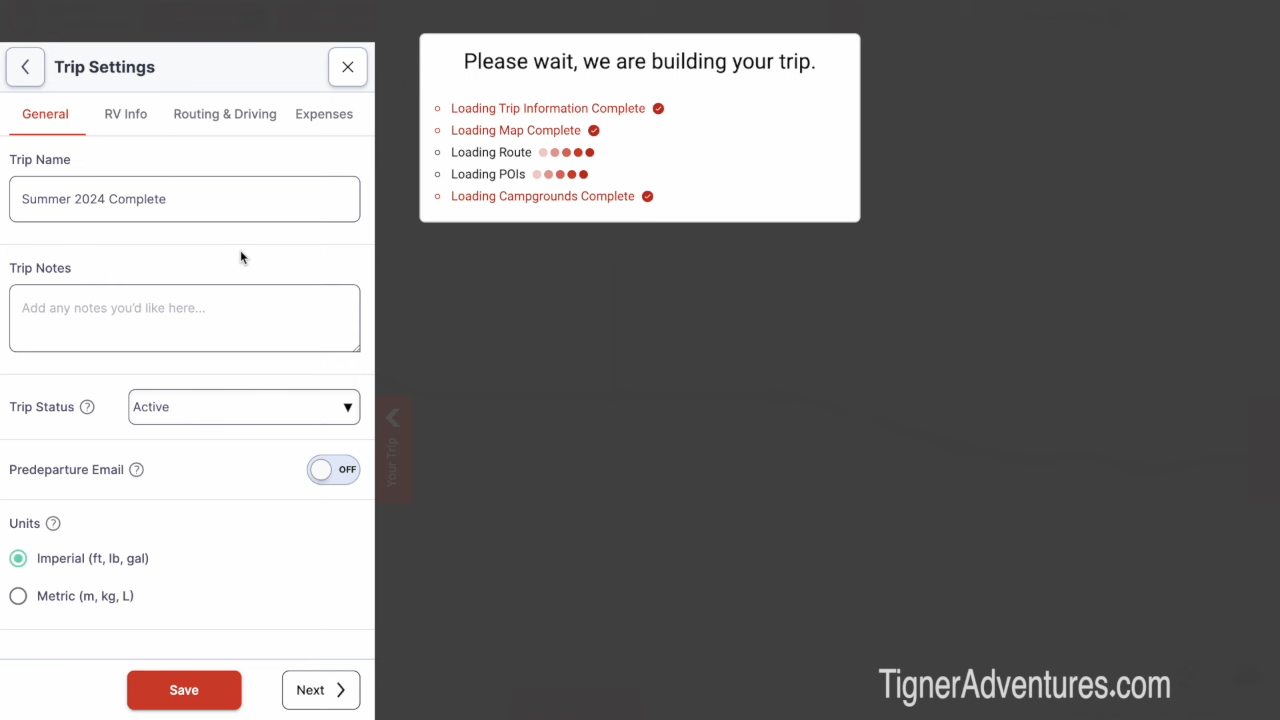 Trip Settings
General
RV Info
Routing & Driving
Expenses
Trip Name
Summer 2024 Complete
Trip Notes
Add any notes you'd like here...
Trip Status ?
Active
Predeparture Email ?
OFF
Units ?
Imperial (ft, lb, gal)
Metric (m, kg, L)
Save
Next
Your Trip
Please wait, we are building your trip.
Loading Trip Information Complete
Loading Map Complete
Loading Route
Loading POIs
Loading Campgrounds Complete
TignerAdventures.com